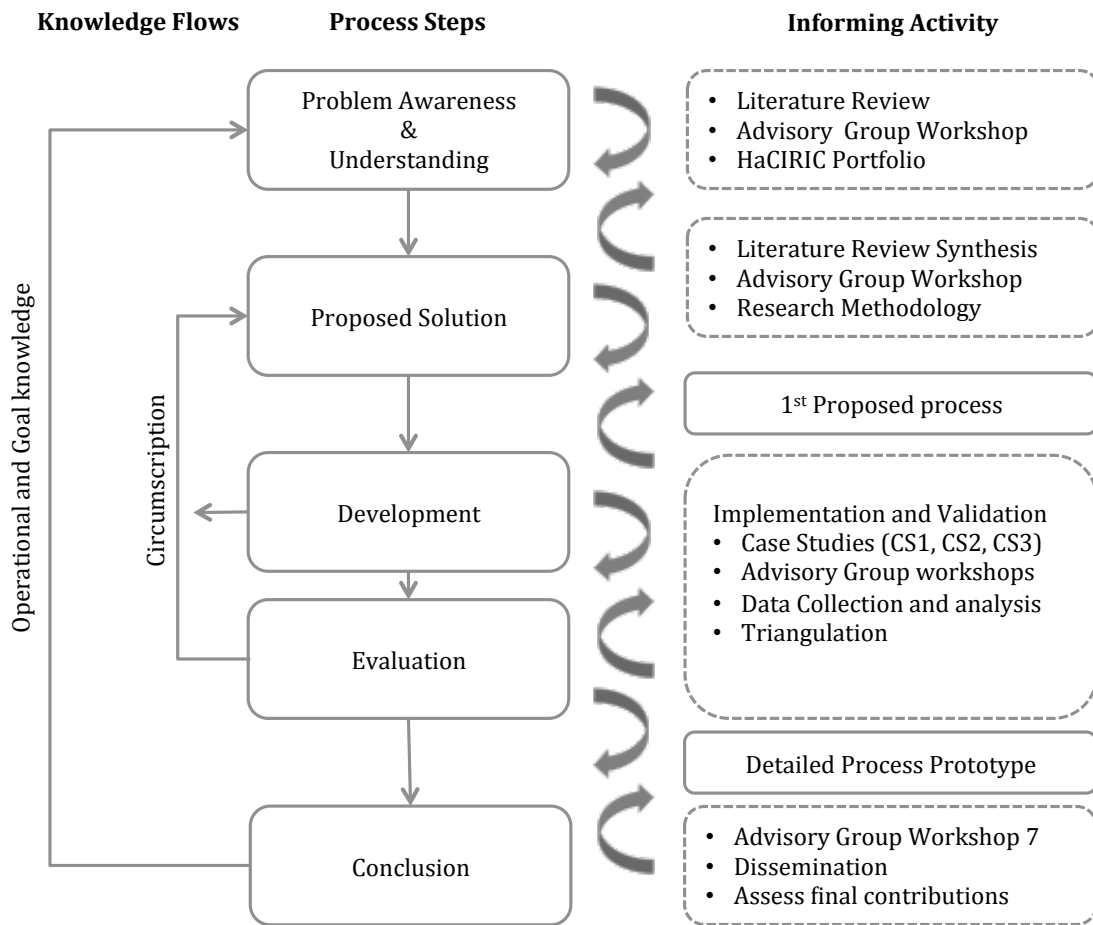 Knowledge Flows
Process Steps
Informing Activity
Problem Awareness
&
Understanding
• Literature Review
• Advisory Group Workshop
• HaCIRIC Portfolio
Proposed Solution
• Literature Review Synthesis
• Advisory Group Workshop
• Research Methodology
1st Proposed process
Operational and Goal knowledge
Circumscription
Development
Implementation and Validation
• Case Studies (CS1, CS2, CS3)
• Advisory Group workshops
• Data Collection and analysis
• Triangulation
Evaluation
Detailed Process Prototype
Conclusion
• Advisory Group Workshop 7
• Dissemination
• Assess final contributions